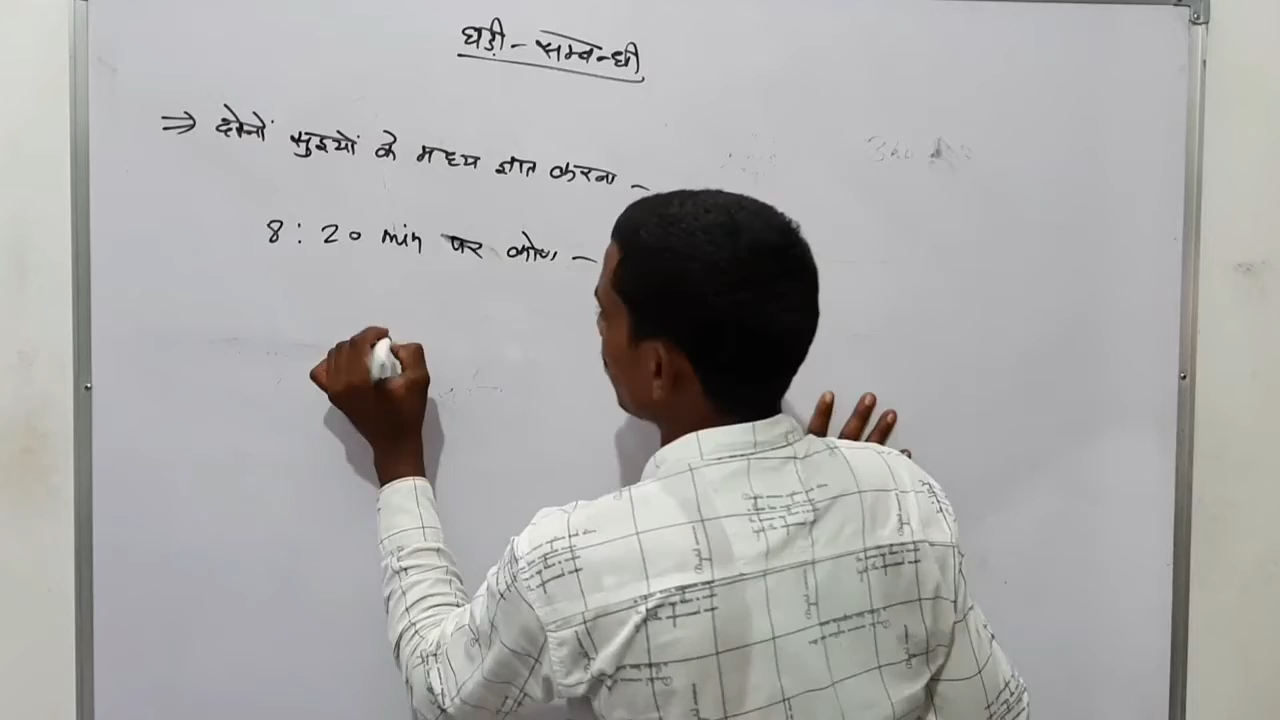 घड़ी - सम्बन्धी
⇒ दोनों सुइयों के मध्य ज्ञात करना -
8 : 20 min पर कोण -